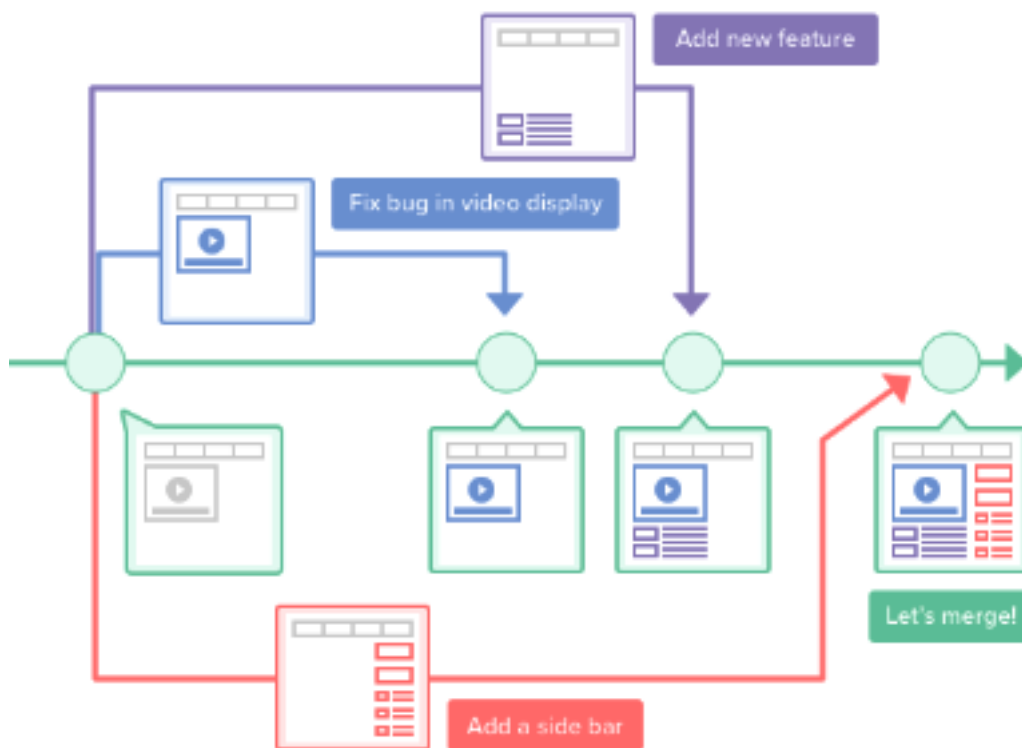 Add new feature
Fix bug in video display
Let's merge!
Add a side bar